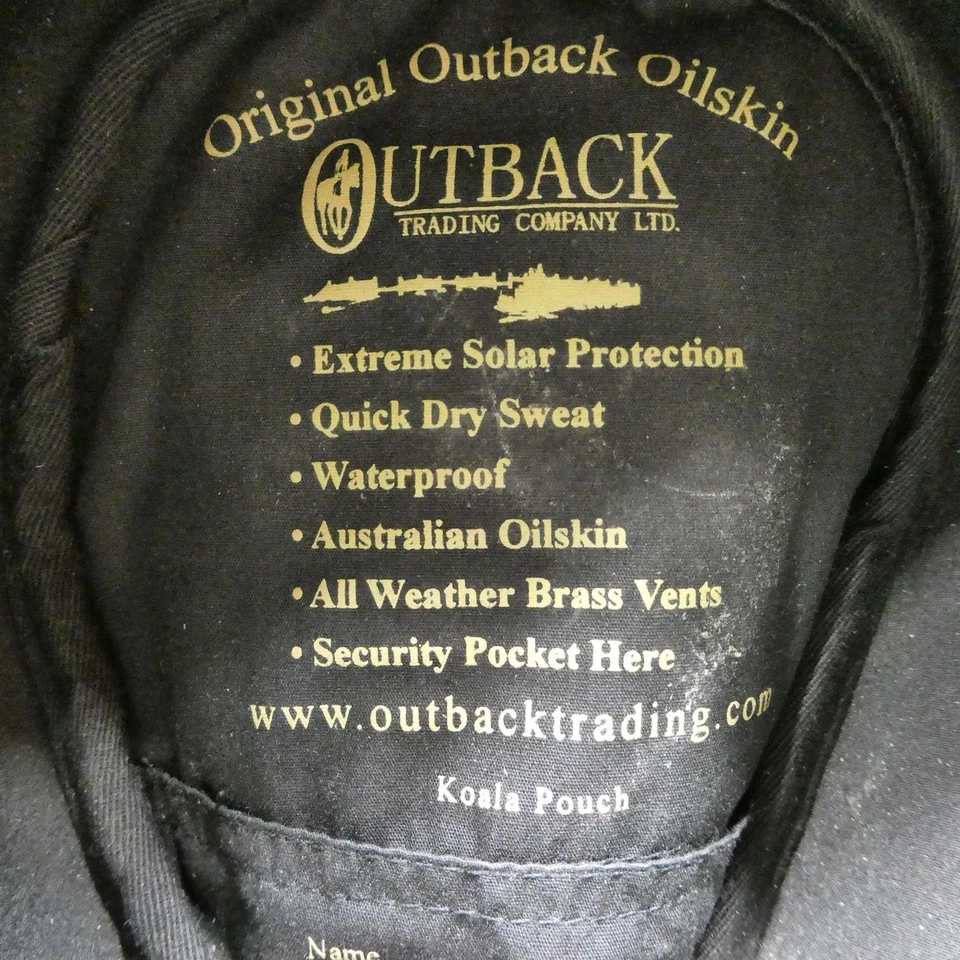 Original Outback Oilskin
OUTBACK
TRADING COMPANY LTD.
• Extreme Solar Protection
• Quick Dry Sweat
• Waterproof
• Australian Oilskin
• All Weather Brass Vents
• Security Pocket Here
www.outbacktrading.com
Koala Pouch
Name